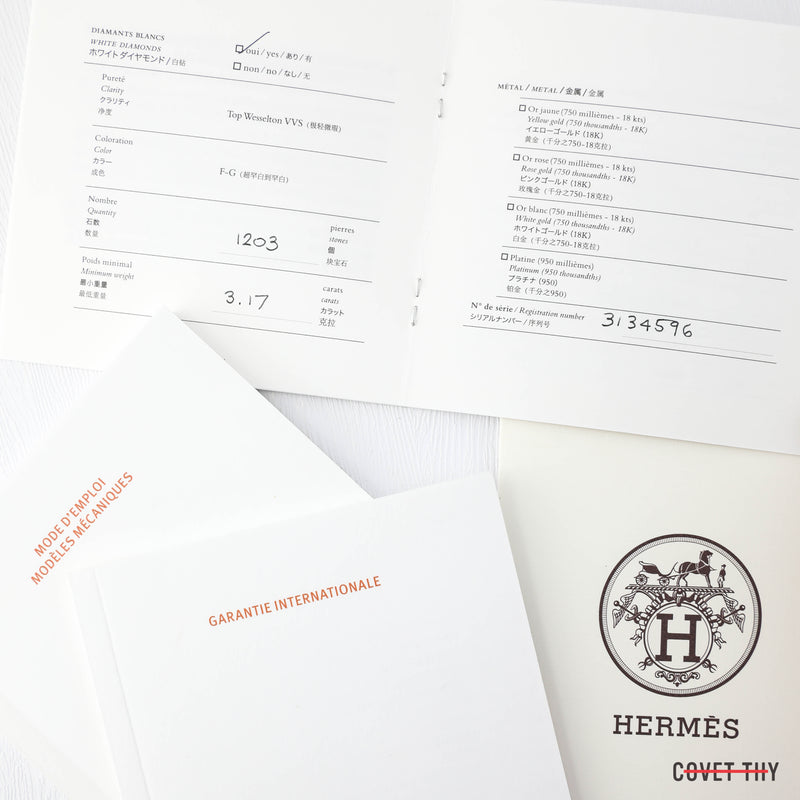 DIAMANTS BLANCS
WHITE DIAMONDS
ホワイトダイヤモンド / 白钻
oui / yes / あり / 有
non / no / なし / 无
Pureté
Clarity
クラリティ
净度
Top Wesselton VVS (极轻微瑕)
Coloration
Color
カラー
成色
F-G (超罕白到罕白)
Nombre
Quantity
石数
数量
1203
pierres
stones
個
块宝石
Poids minimal
Minimum weight
最小重量
最低重量
3.17
carats
carats
カラット
克拉
MÉTAL / METAL / 金属 / 金属
Or jaune (750 millièmes - 18 kts)
Yellow gold (750 thousandths - 18K)
イエローゴールド (18K)
黄金 (千分之750-18克拉)
Or rose (750 millièmes - 18 kts)
Rose gold (750 thousandths - 18K)
ピンクゴールド (18K)
玫瑰金 (千分之750-18克拉)
Or blanc (750 millièmes - 18 kts)
White gold (750 thousandths - 18K)
ホワイトゴールド (18K)
白金 (千分之750-18克拉)
Platine (950 millièmes)
Platinum (950 thousandths)
プラチナ (950)
铂金 (千分之950)
N° de série / Registration number
シリアルナンバー / 序列号
3134596
MODE D'EMPLOI
MODÈLES MÉCANIQUES
GARANTIE INTERNATIONALE
H
HERMÈS
COVET THY